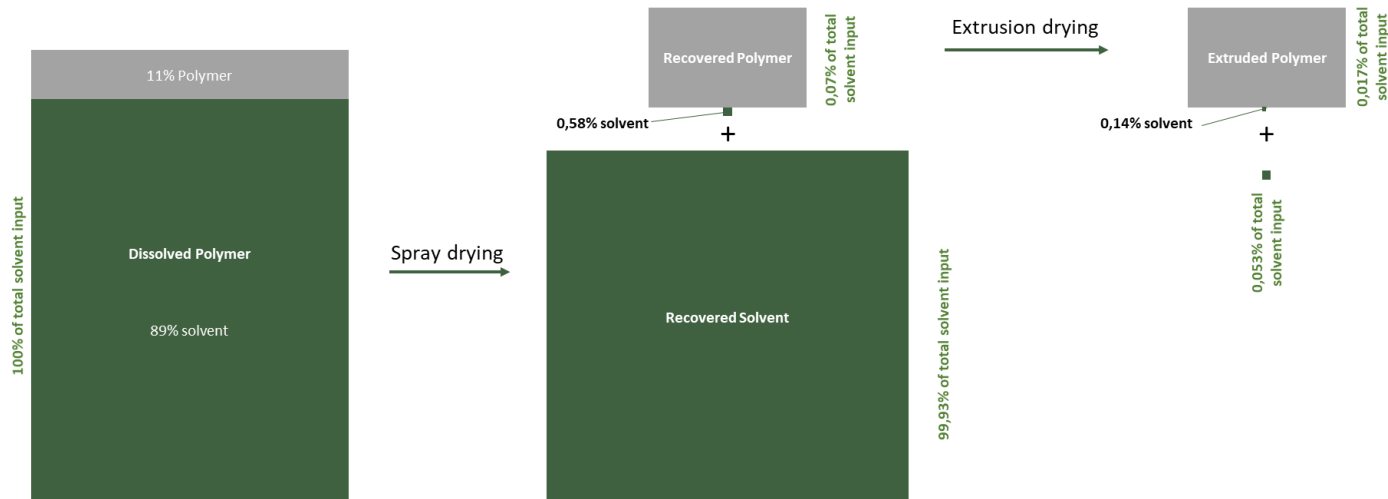 100% of total solvent input
11% Polymer
Dissolved Polymer
89% solvent
Spray drying
Recovered Polymer
0,07% of total
solvent input
0,58% solvent
+
Recovered Solvent
99,93% of total solvent input
Extrusion drying
Extruded Polymer
0,017% of total
solvent input
0,14% solvent
+
0,053% of total
solvent input